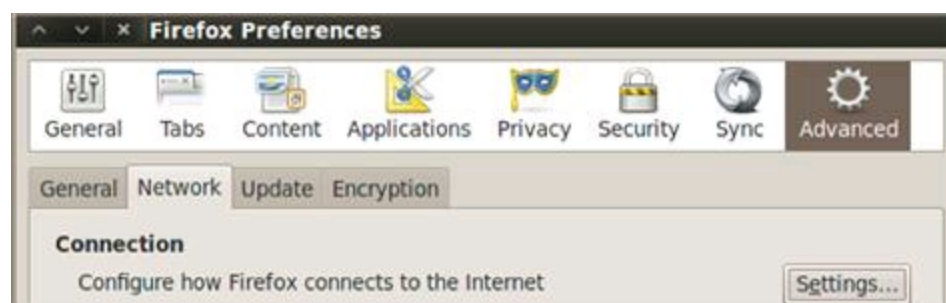 Firefox Preferences
General Tabs Content Applications Privacy Security Sync Advanced
General Network Update Encryption
Connection
Configure how Firefox connects to the Internet Settings...